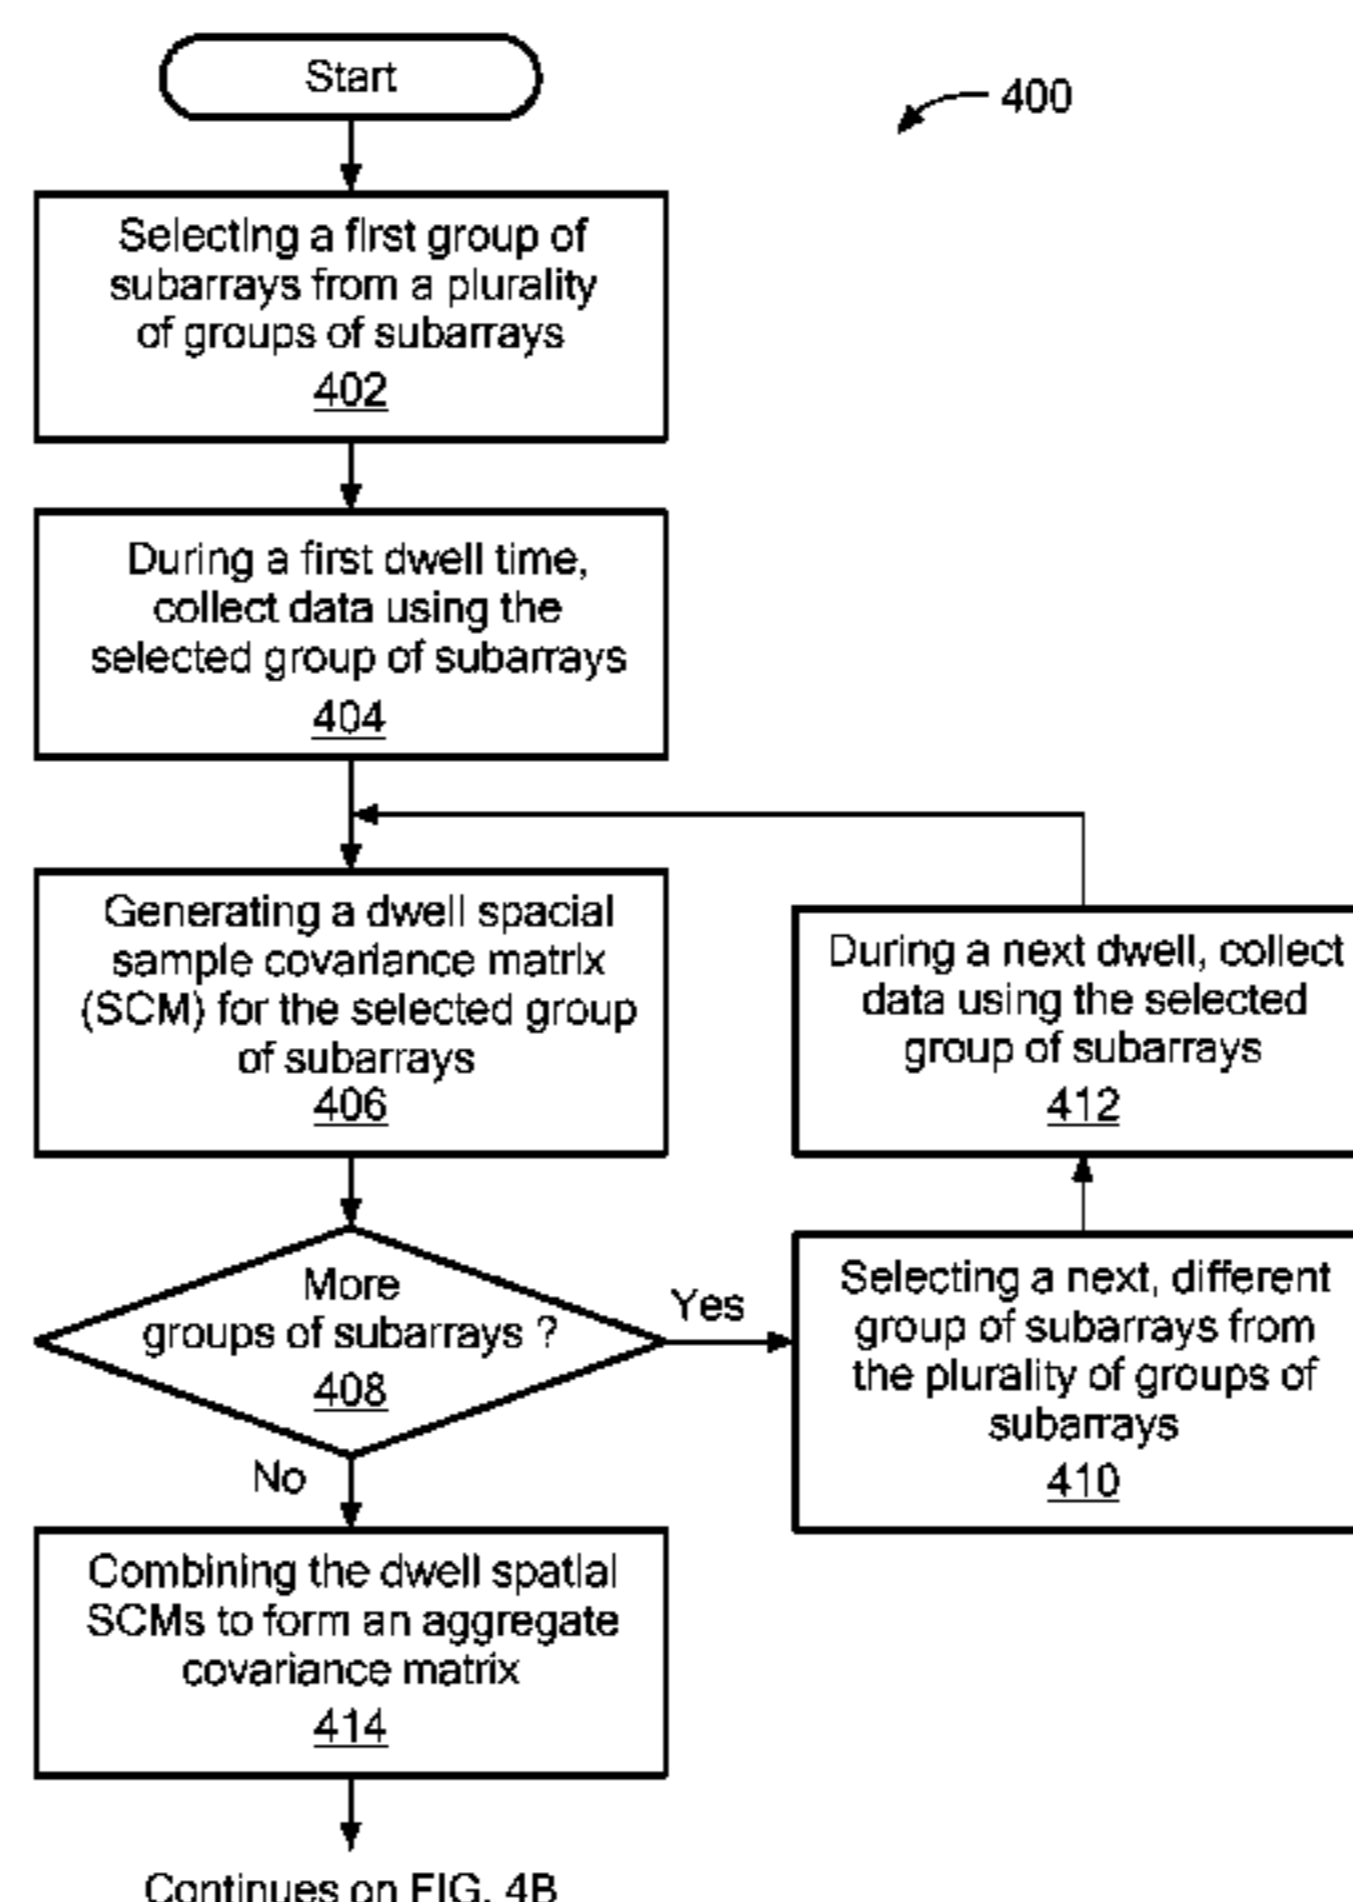 Start
400
Selecting a first group of
subarrays from a plurality
of groups of subarrays
402
During a first dwell time,
collect data using the
selected group of subarrays
404
Generating a dwell spacial
sample covariance matrix
(SCM) for the selected group
of subarrays
406
During a next dwell, collect
data using the selected
group of subarrays
412
More
groups of subarrays ?
408
Yes
No
Selecting a next, different
group of subarrays from
the plurality of groups of
subarrays
410
Combining the dwell spatial
SCMs to form an aggregate
covariance matrix
414
Continues on FIG. 4B